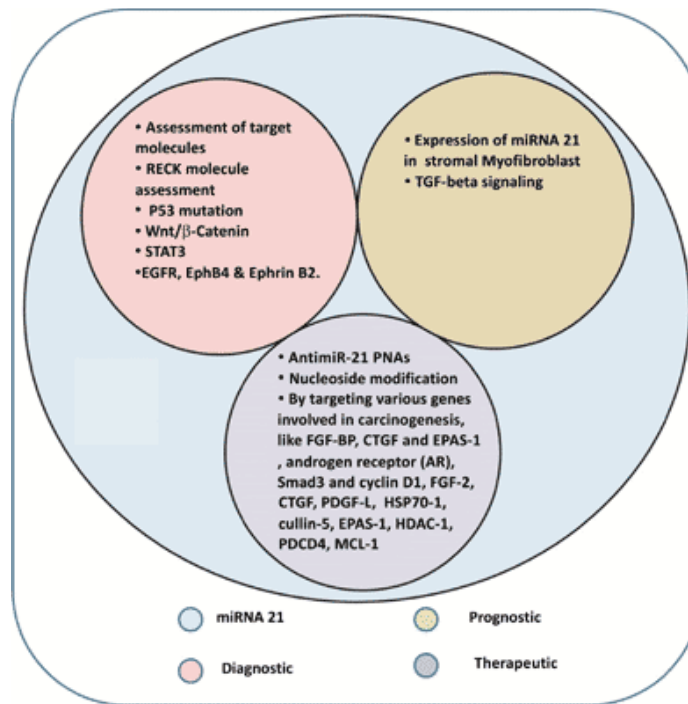 • Assessment of target
molecules
• RECK molecule
assessment
• P53 mutation
• Wnt/β-Catenin
• STAT3
•EGFR, EphB4 & Ephrin B2.
• Expression of miRNA 21
in stromal Myofibroblast
• TGF-beta signaling
• AntimiR-21 PNAs
• Nucleoside modification
• By targeting various genes
involved in carcinogenesis,
like FGF-BP, CTGF and EPAS-1
, androgen receptor (AR),
Smad3 and cyclin D1, FGF-2,
CTGF, PDGF-L, HSP70-1,
cullin-5, EPAS-1, HDAC-1,
PDCD4, MCL-1
miRNA 21
Prognostic
Diagnostic
Therapeutic